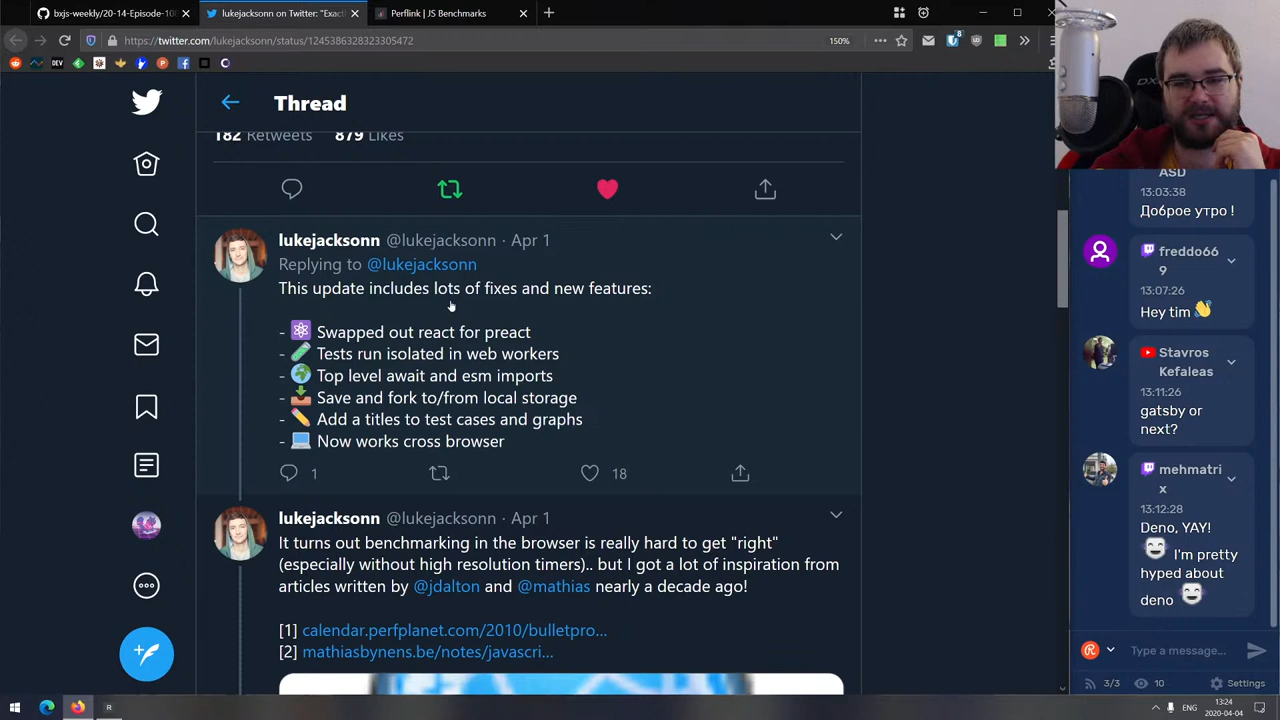 bxjs-weekly/20-14-Episode-108
lukejacksonn on Twitter: "Exact
Perflink | JS Benchmarks
https://twitter.com/lukejacksonn/status/1245386328323305472
150%
8
DEV
Thread
182 Retweets 879 Likes
lukejacksonn @lukejacksonn · Apr 1
Replying to @lukejacksonn
This update includes lots of fixes and new features:
- Swapped out react for preact
- Tests run isolated in web workers
- Top level await and esm imports
- Save and fork to/from local storage
- Add a titles to test cases and graphs
- Now works cross browser
1 18
lukejacksonn @lukejacksonn · Apr 1
It turns out benchmarking in the browser is really hard to get "right"
(especially without high resolution timers).. but I got a lot of inspiration from
articles written by @jdalton and @mathias nearly a decade ago!
[1] calendar.perfplanet.com/2010/bulletpro...
[2] mathiasbynens.be/notes/javascri...
ASD
13:03:38
Доброе утро !
freddo66
9
13:07:26
Hey tim
Stavros
Kefaleas
13:11:26
gatsby or
next?
mehmatri
x
13:12:28
Deno, YAY!
I'm pretty
hyped about
deno
Type a message...
3/3 10 Settings
ENG
13:24
2020-04-04